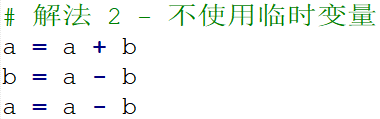 # 解法 2 - 不使用临时变量
a = a + b
b = a - b
a = a - b